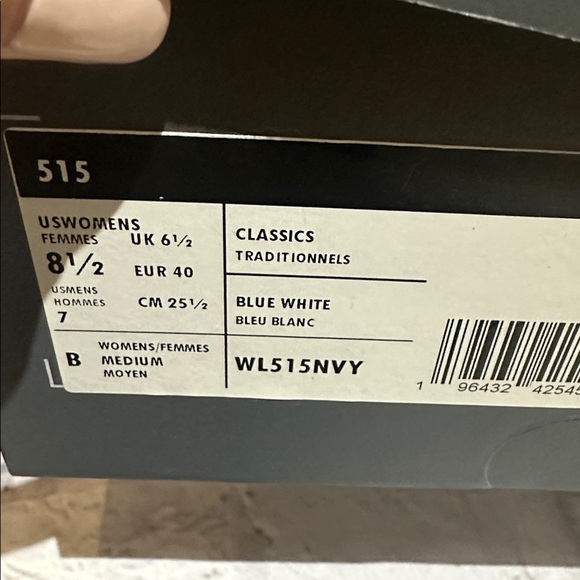 515
USWOMENS
FEMMES UK 6½
8½ EUR 40
USMENS
HOMMES CM 25½
7
B WOMENS/FEMMES
MEDIUM
MOYEN
CLASSICS
TRADITIONNELS
BLUE WHITE
BLEU BLANC
WL515NVY
1 96432 42545